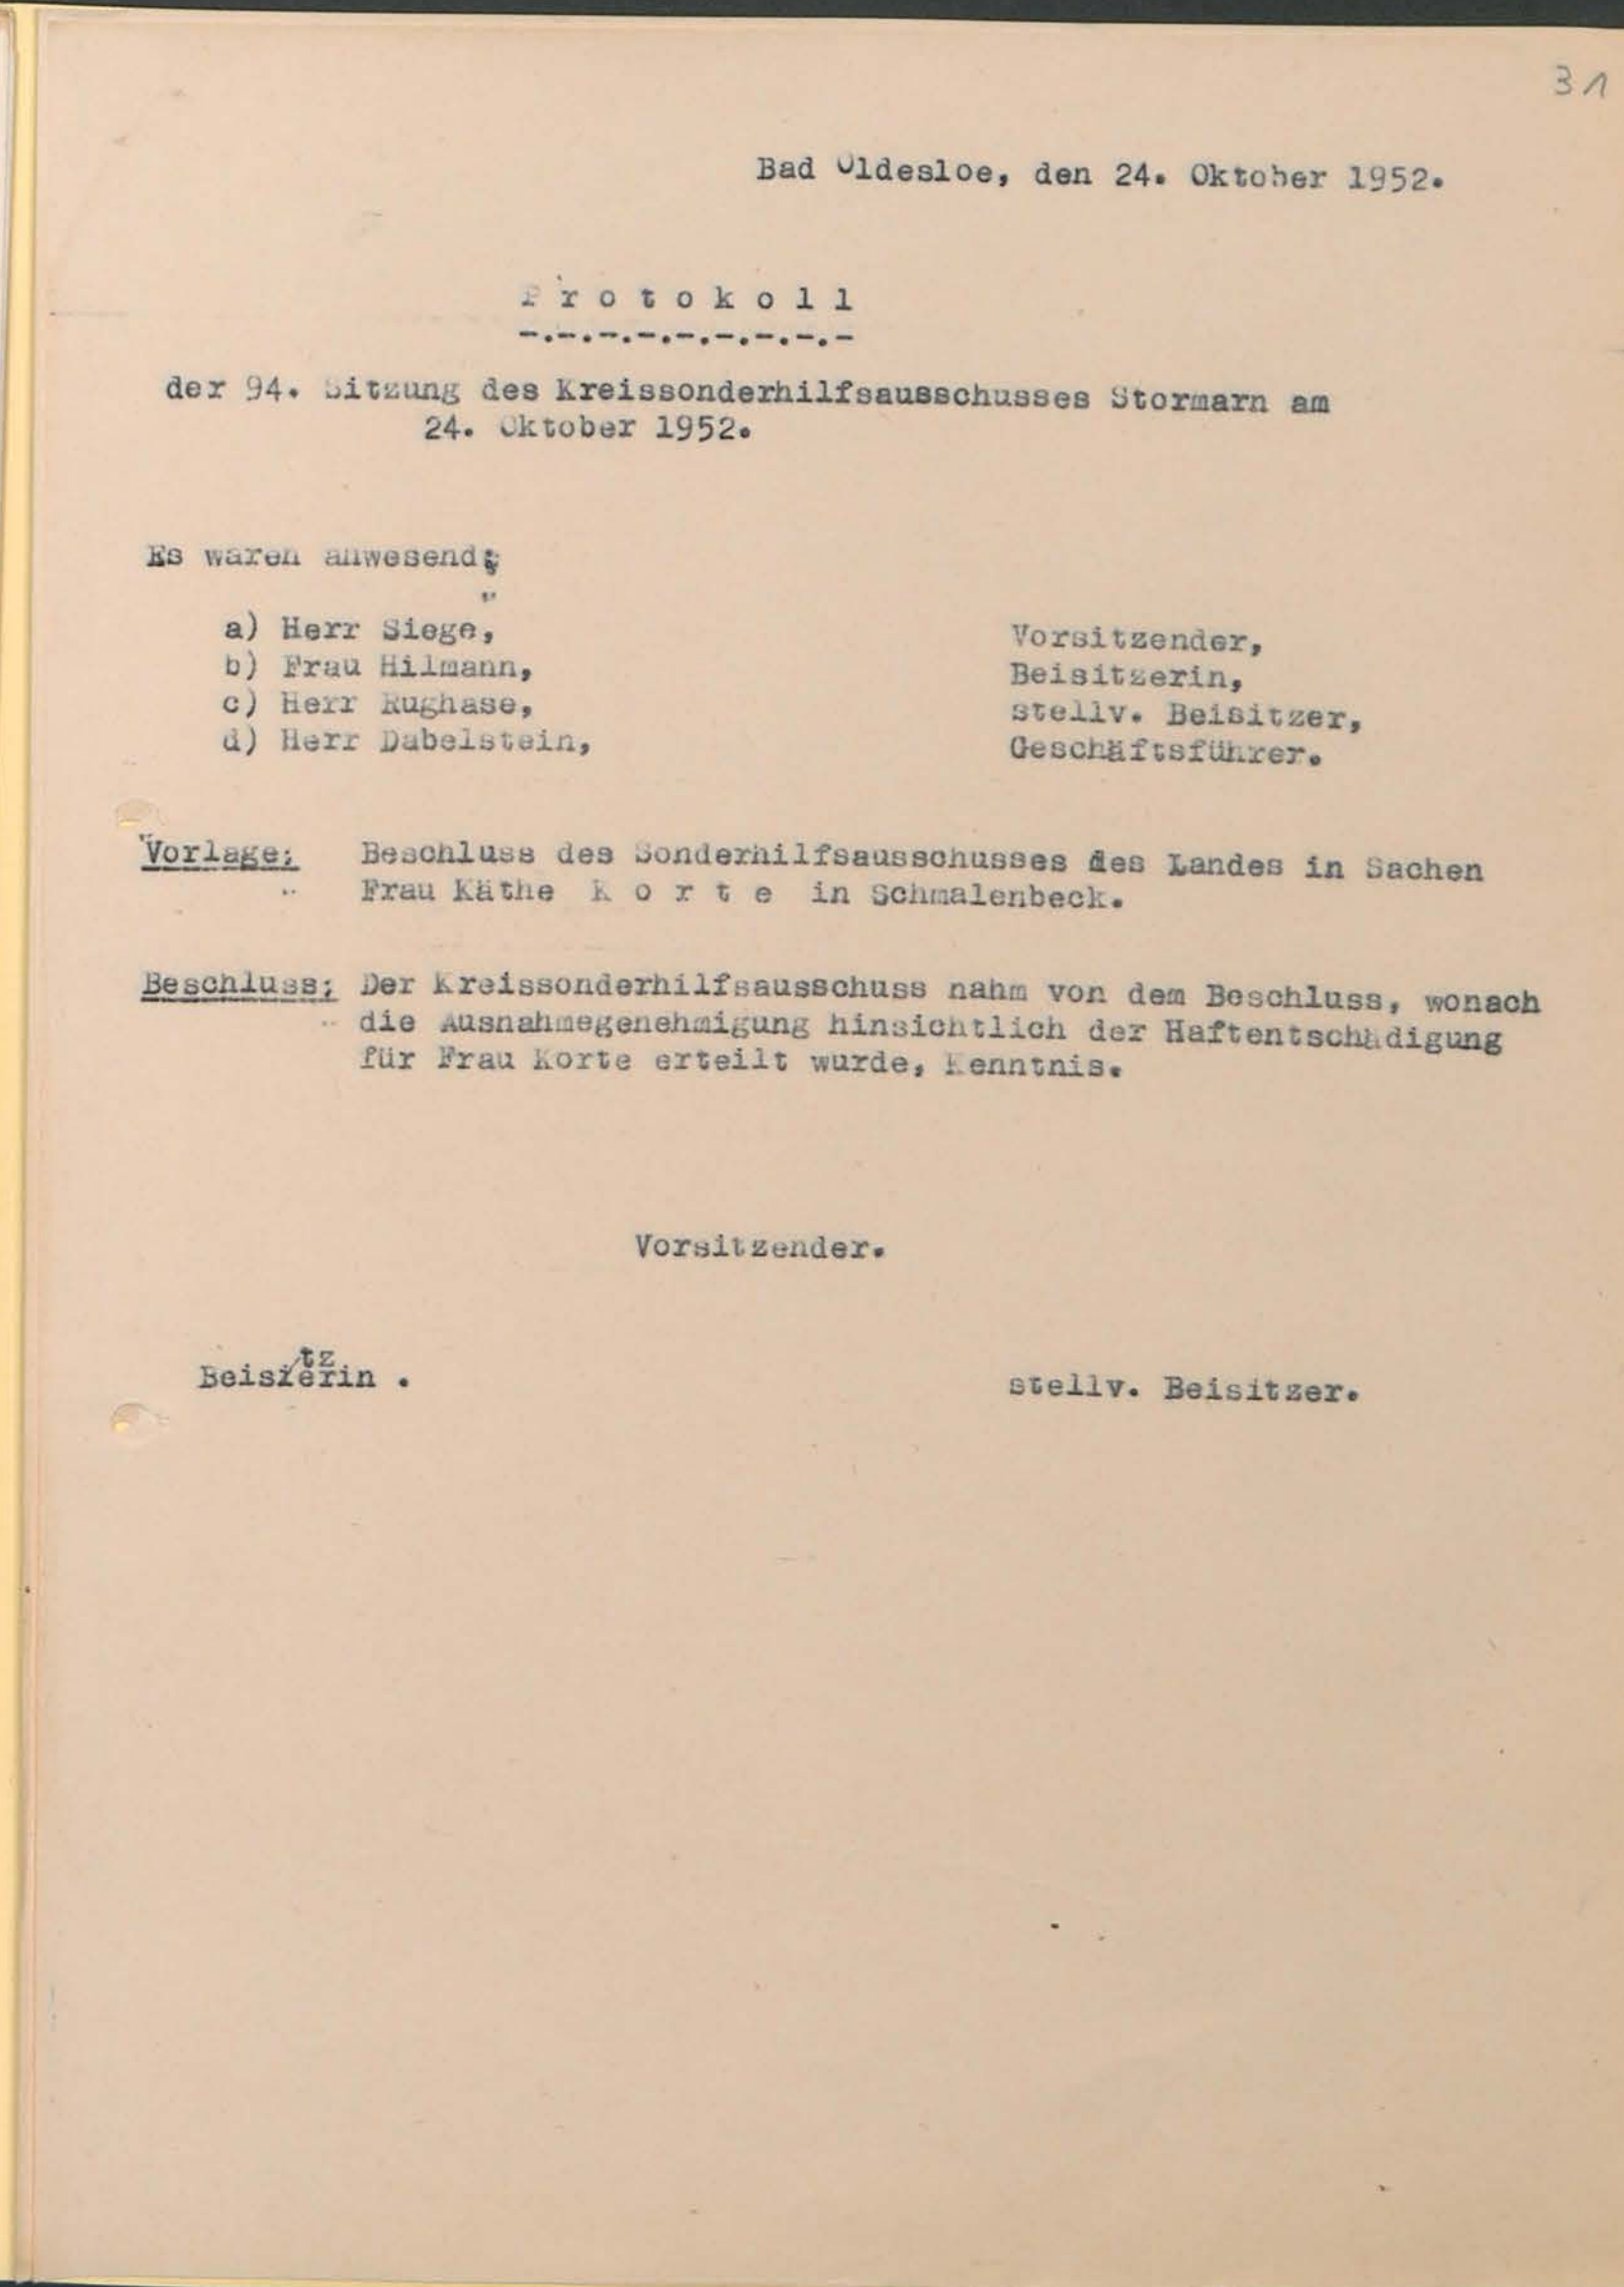 31
Bad Oldesloe, den 24. Oktober 1952.
P r o t o k o l l
-.-.-.-.-.-.-.-.-
der 94. Sitzung des Kreissonderhilfsausschusses Stormarn am
24. Oktober 1952.
Es waren anwesend:
a) Herr Siege, Vorsitzender,
b) Frau Hilmann, Beisitzerin,
c) Herr Rughase, stellv. Beisitzer,
d) Herr Dabelstein, Geschäftsführer.
Vorlage: Beschluss des Sonderhilfsausschusses des Landes in Sachen
Frau Käthe K o r t e in Schmalenbeck.
Beschluss: Der Kreissonderhilfsausschuss nahm von dem Beschluss, wonach
die Ausnahmegenehmigung hinsichtlich der Haftentschädigung
für Frau Korte erteilt wurde, Kenntnis.
Vorsitzender.
Beisitzerin . stellv. Beisitzer.